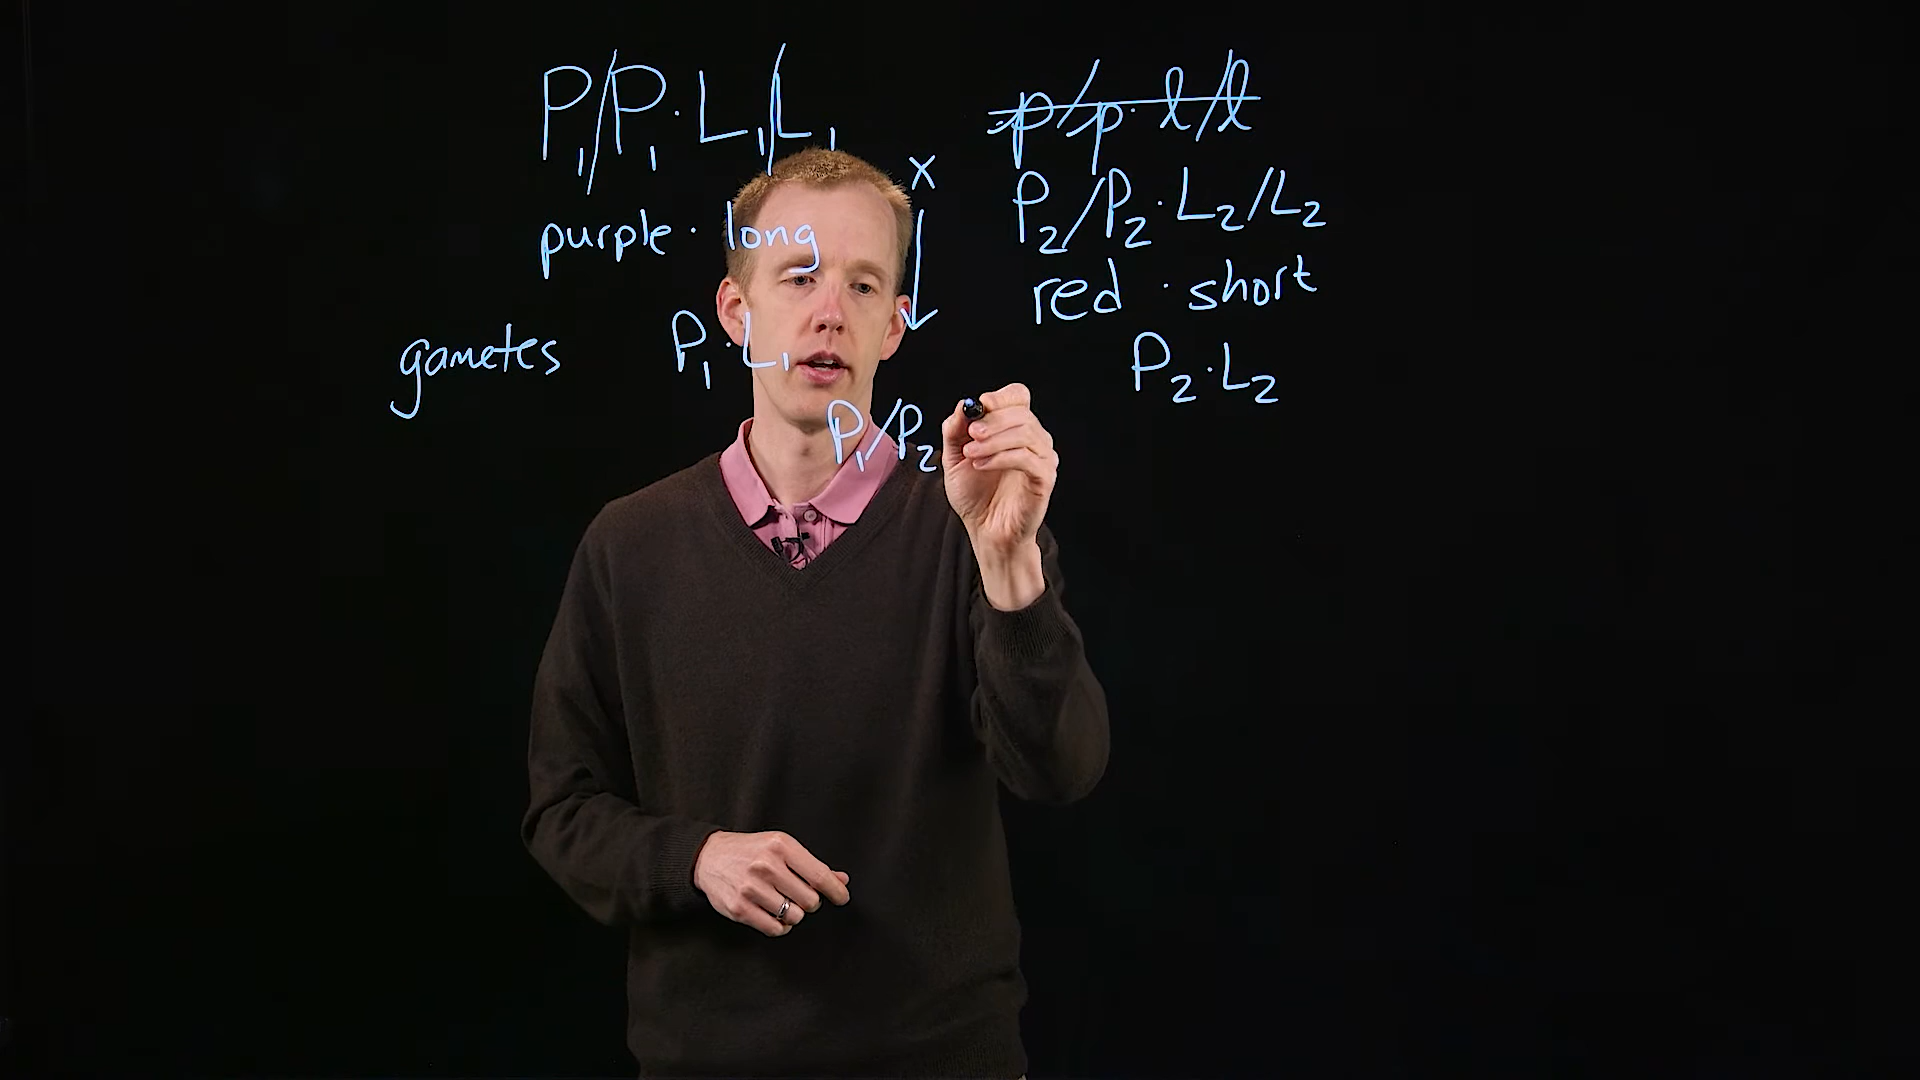 P₁/P₁ · L₁/L₁
p/p · l/l
x
P₂/P₂ · L₂/L₂
purple · long
red · short
gametes P₁ · L₁ P₂ · L₂
P₁/P₂